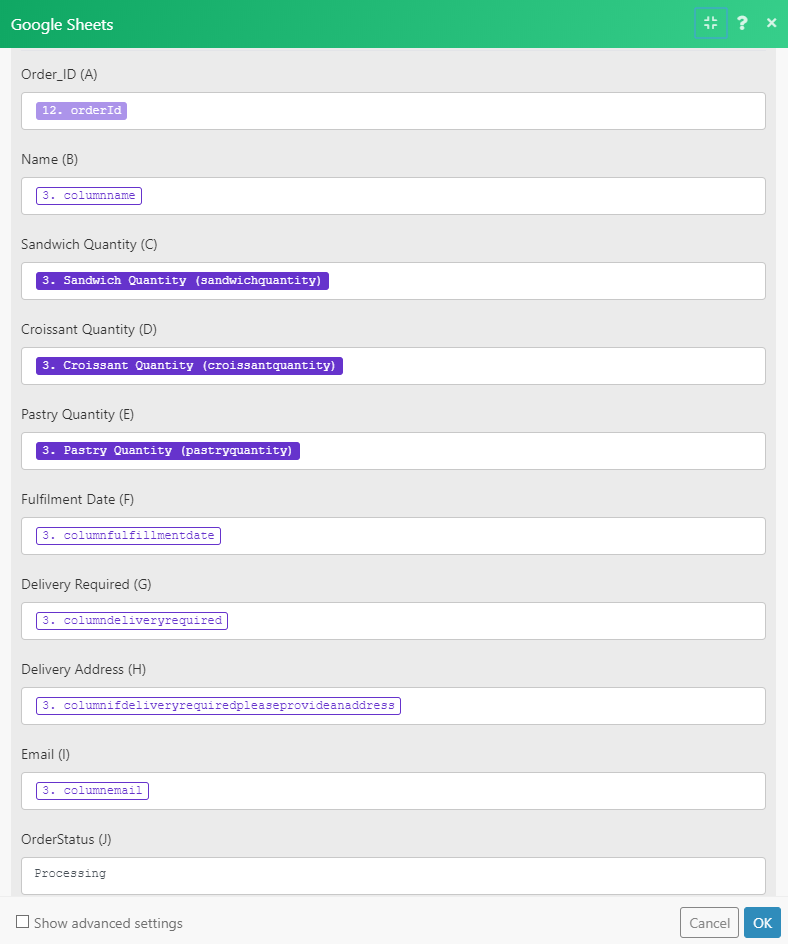 Google Sheets
?
×
Order_ID (A)
12. orderId
Name (B)
3. columnname
Sandwich Quantity (C)
3. Sandwich Quantity (sandwichquantity)
Croissant Quantity (D)
3. Croissant Quantity (croissantquantity)
Pastry Quantity (E)
3. Pastry Quantity (pastryquantity)
Fulfilment Date (F)
3. columnfulfillmentdate
Delivery Required (G)
3. columndeliveryrequired
Delivery Address (H)
3. columnifdeliveryrequiredpleaseprovideanaddress
Email (I)
3. columnemail
OrderStatus (J)
Processing
Show advanced settings
Cancel
OK